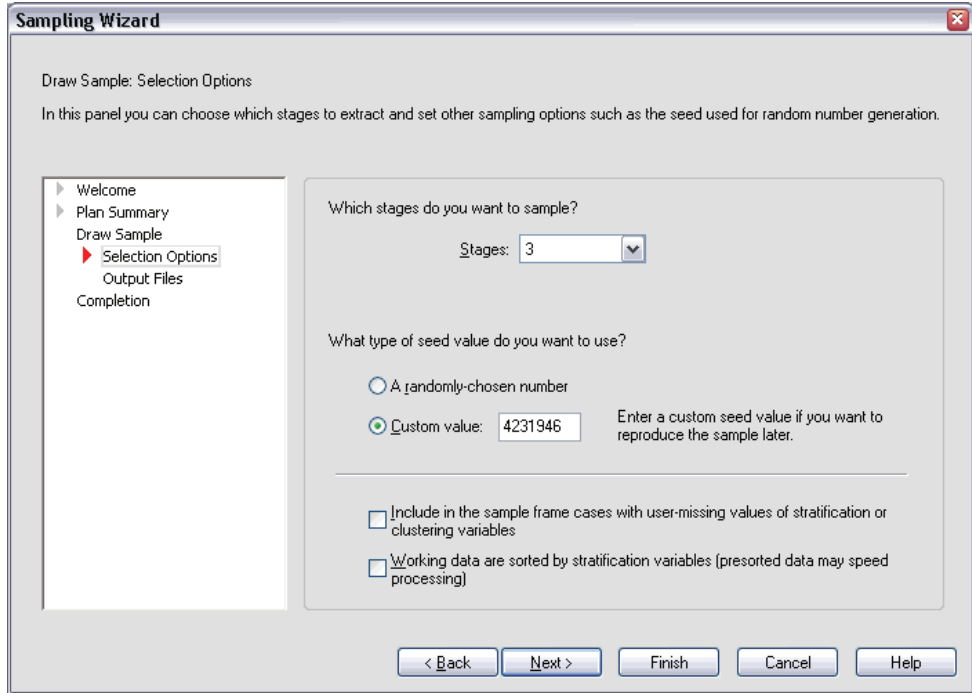 Sampling Wizard
Draw Sample: Selection Options
In this panel you can choose which stages to extract and set other sampling options such as the seed used for random number generation.
Welcome
Plan Summary
Draw Sample
Selection Options
Output Files
Completion
Which stages do you want to sample?
Stages: 3
What type of seed value do you want to use?
A randomly-chosen number
Custom value: 4231946
Enter a custom seed value if you want to
reproduce the sample later.
Include in the sample frame cases with user-missing values of stratification or
clustering variables
Working data are sorted by stratification variables (presorted data may speed
processing)
< Back Next > Finish Cancel Help